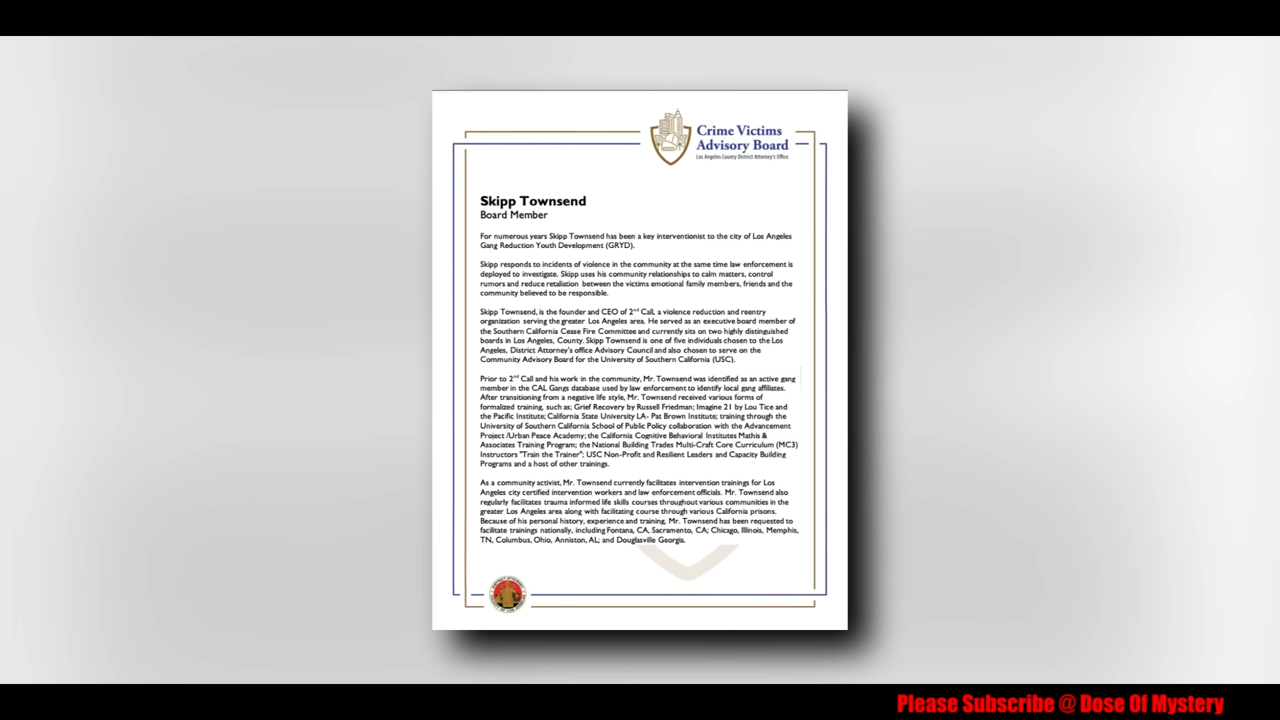 Crime Victims
Advisory Board
Los Angeles County District Attorney's Office
Skipp Townsend
Board Member
For numerous years Skipp Townsend has been a key interventionist to the city of Los Angeles
Gang Reduction Youth Development (GRYD).
Skipp responds to incidents of violence in the community at the same time law enforcement is
deployed to investigate. Skipp uses his community relationships to calm matters, control
rumors and reduce retaliation between the victims emotional family members, friends and the
community believed to be responsible.
Skipp Townsend, is the founder and CEO of 2nd Call, a violence reduction and reentry
organization serving the greater Los Angeles area. He served as an executive board member of
the Southern California Cease Fire Committee and currently sits on two highly distinguished
boards in Los Angeles, County. Skipp Townsend is one of five individuals chosen to the Los
Angeles, District Attorney's office Advisory Council and also chosen to serve on the
Community Advisory Board for the University of Southern California (USC).
Prior to 2nd Call and his work in the community, Mr. Townsend was identified as an active gang
member in the CAL Gangs database used by law enforcement to identify local gang affiliates.
After transitioning from a negative life style, Mr. Townsend received various forms of
formalized training, such as; Grief Recovery by Russell Friedman; Imagine 21 by Lou Tice and
the Pacific Institute; California State University LA- Pat Brown Institute; training through the
University of Southern California School of Public Policy collaboration with the Advancement
Project /Urban Peace Academy; the California Cognitive Behavioral Institutes Mathis &
Associates Training Program; the National Building Trades Multi-Craft Core Curriculum (MC3)
Instructors "Train the Trainer"; USC Non-Profit and Resilient Leaders and Capacity Building
Programs and a host of other trainings.
As a community activist, Mr. Townsend currently facilitates intervention trainings for Los
Angeles city certified intervention workers and law enforcement officials. Mr. Townsend also
regularly facilitates trauma informed life skills courses throughout various communities in the
greater Los Angeles area along with facilitating course through various California prisons.
Because of his personal history, experience and training, Mr. Townsend has been requested to
facilitate trainings nationally, including Fontana, CA, Sacramento, CA; Chicago, Illinois, Memphis,
TN, Columbus, Ohio, Anniston, AL; and Douglasville Georgia.
Please Subscribe @ Dose Of Mystery